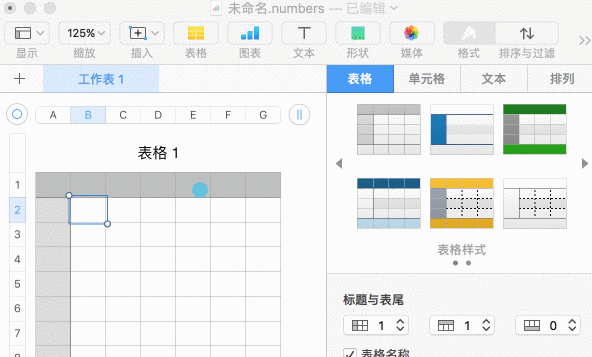 未命名.numbers — 已编辑
125%
显示 缩放 插入 表格 图表 文本 形状 媒体 格式 排序与过滤
工作表 1
表格 单元格 文本 排列
A B C D E F G
表格 1
1
2
3
4
5
6
7
表格样式
标题与表尾
1 1 0
表格名称